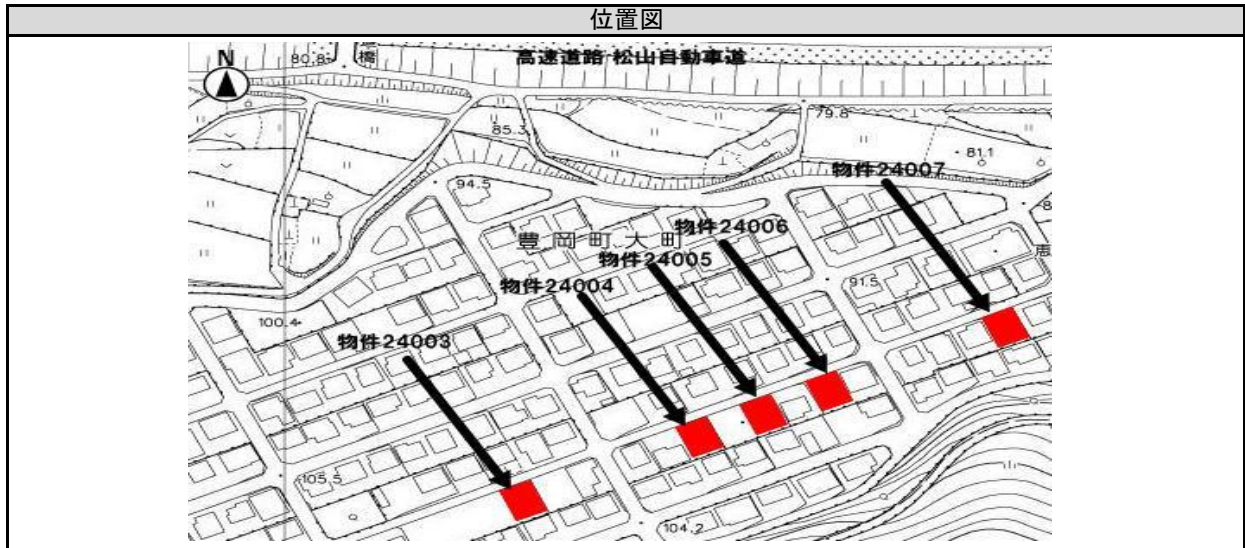 位置図
N
80.8
橋
高速道路 松山自動車道
85.3
79.8
81.1
物件24007
94.5
物件24006
豊岡町大町
物件24005
恵
91.5
物件24004
100.4
物件24003
105.5
104.2